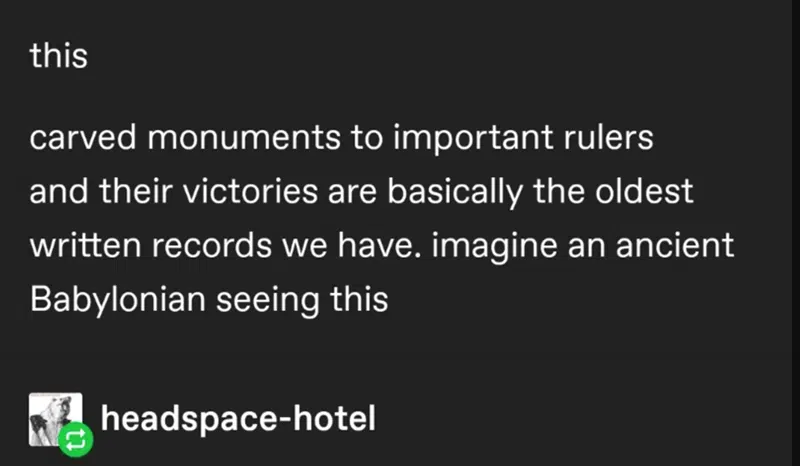 this
carved monuments to important rulers
and their victories are basically the oldest
written records we have. imagine an ancient
Babylonian seeing this
headspace-hotel